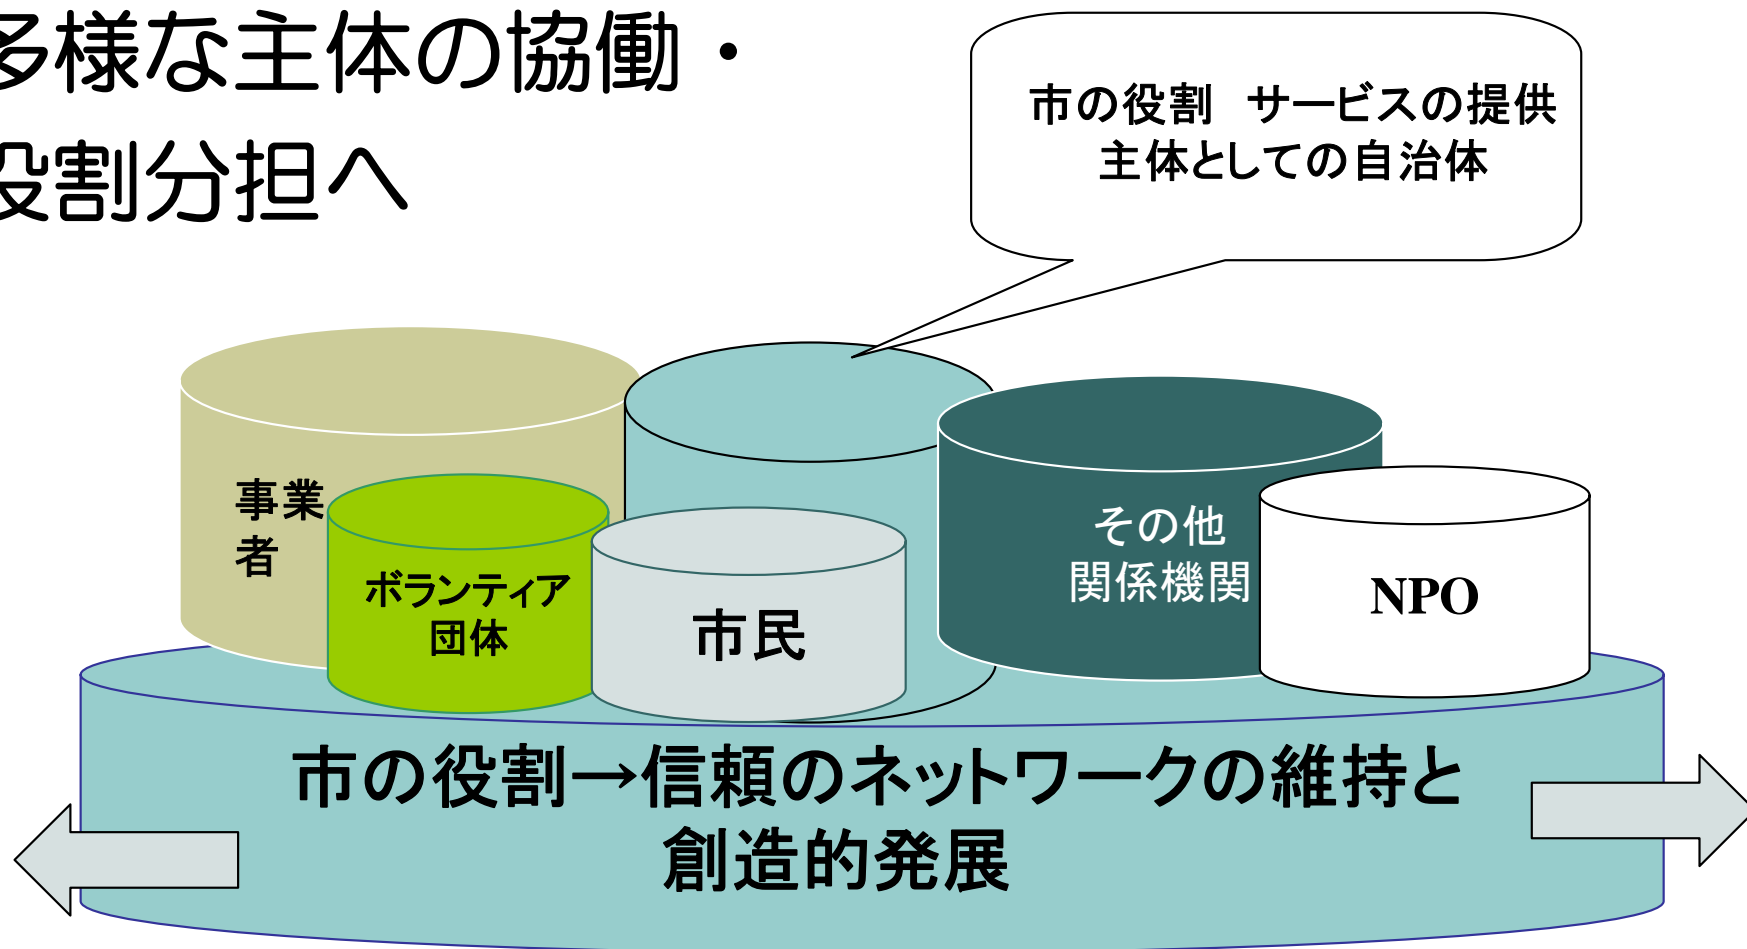 多様な主体の協働・
役割分担へ
市の役割　サービスの提供
主体としての自治体
事業
者
ボランティア
団体
市民
その他
関係機関
NPO
市の役割→信頼のネットワークの維持と
創造的発展